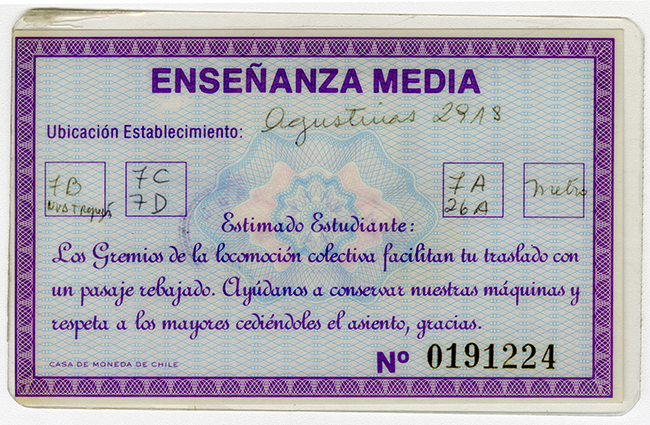 ENSEÑANZA MEDIA
Ubicación Establecimiento: Agustinas 2913
7B
7C
7D
7A
26A
metro
Estimado Estudiante:
Los Gremios de la locomoción colectiva facilitan tu traslado con
un pasaje rebajado. Ayúdanos a conservar nuestras máquinas y
respeta a los mayores cediéndoles el asiento, gracias.
CASA DE MONEDA DE CHILE
Nº 0191224